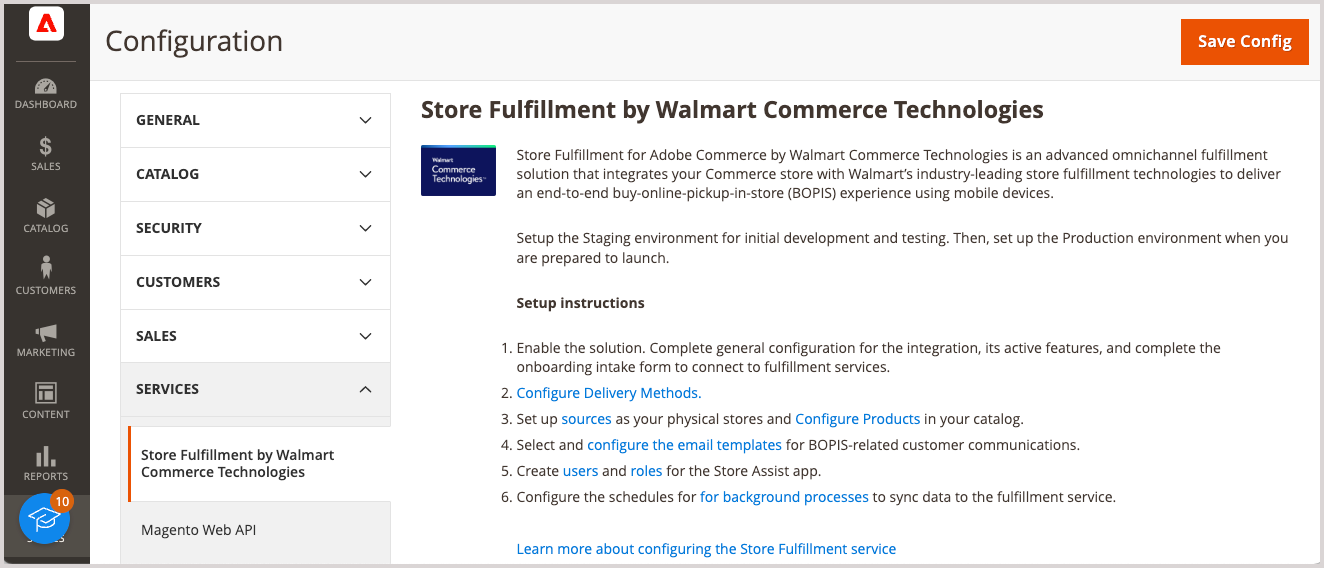 Configuration
Save Config
DASHBOARD
SALES
CATALOG
CUSTOMERS
MARKETING
CONTENT
REPORTS
10
GENERAL
CATALOG
SECURITY
CUSTOMERS
SALES
SERVICES
Store Fulfillment by Walmart
Commerce Technologies
Magento Web API
Store Fulfillment by Walmart Commerce Technologies
Walmart
Commerce
Technologies
Store Fulfillment for Adobe Commerce by Walmart Commerce Technologies is an advanced omnichannel fulfillment
solution that integrates your Commerce store with Walmart's industry-leading store fulfillment technologies to deliver
an end-to-end buy-online-pickup-in-store (BOPIS) experience using mobile devices.
Setup the Staging environment for initial development and testing. Then, set up the Production environment when you
are prepared to launch.
Setup instructions
1. Enable the solution. Complete general configuration for the integration, its active features, and complete the
onboarding intake form to connect to fulfillment services.
2. Configure Delivery Methods.
3. Set up sources as your physical stores and Configure Products in your catalog.
4. Select and configure the email templates for BOPIS-related customer communications.
5. Create users and roles for the Store Assist app.
6. Configure the schedules for for background processes to sync data to the fulfillment service.
Learn more about configuring the Store Fulfillment service